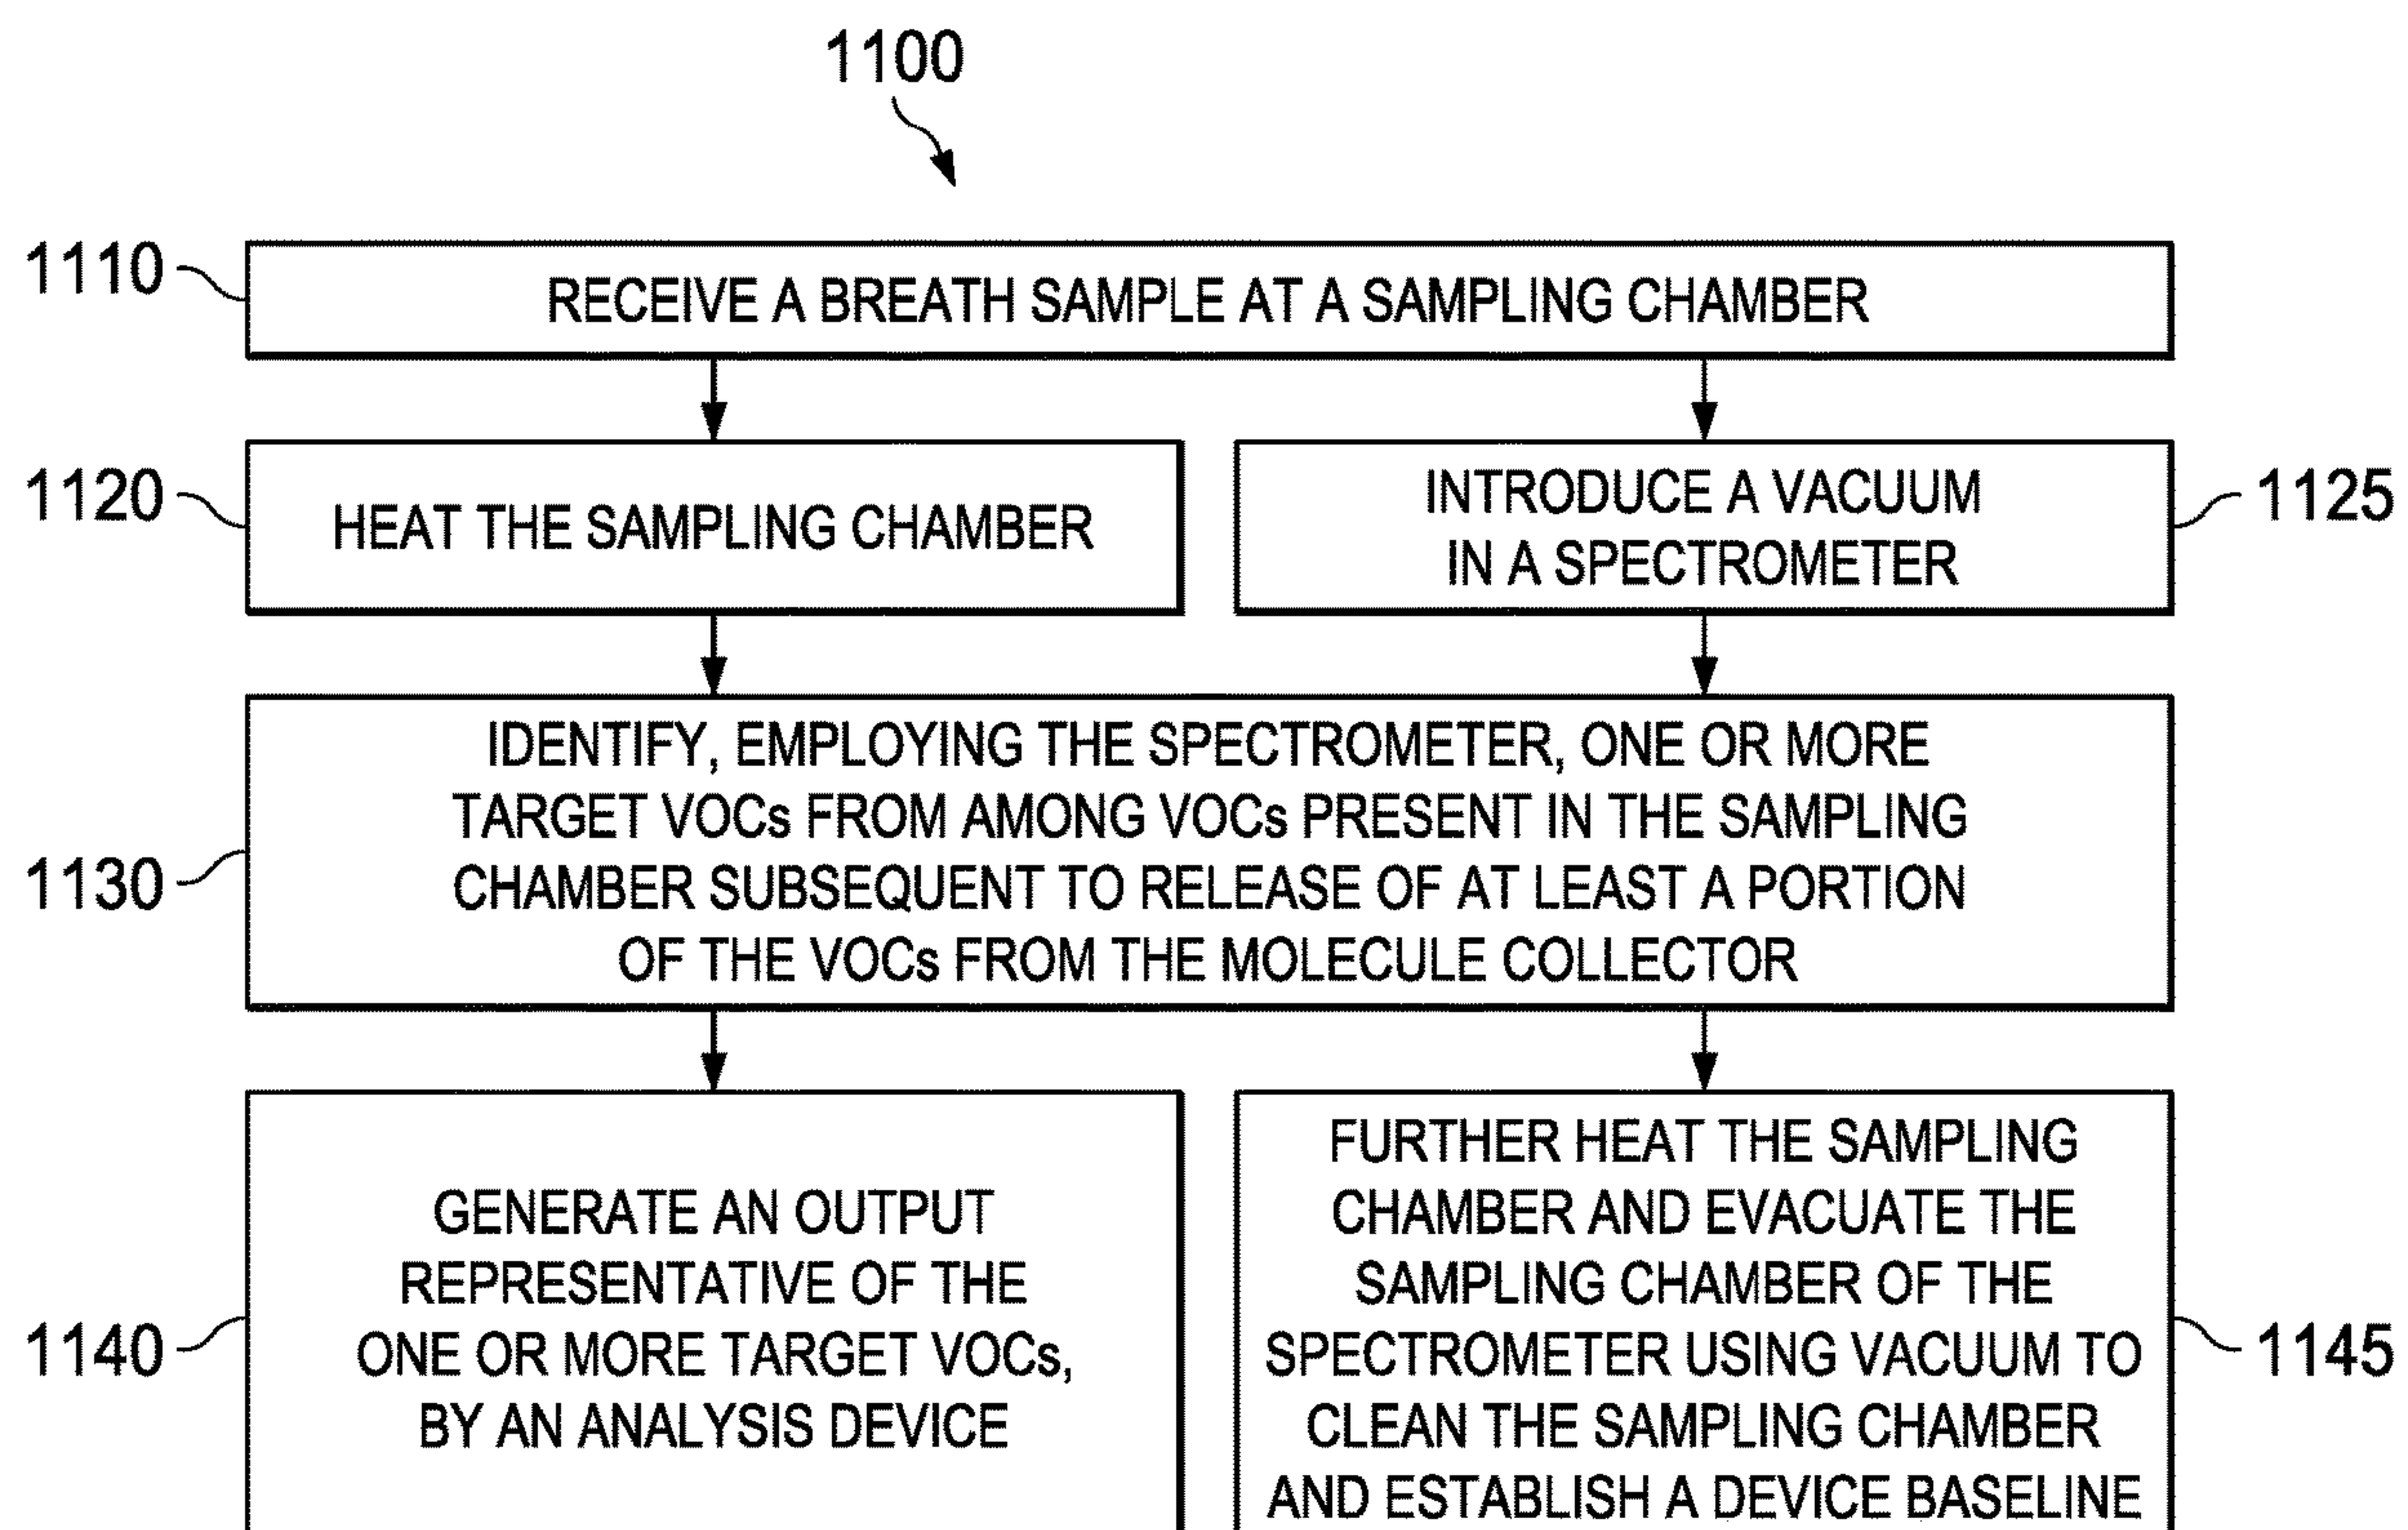 1100
1110
RECEIVE A BREATH SAMPLE AT A SAMPLING CHAMBER
1120
HEAT THE SAMPLING CHAMBER
INTRODUCE A VACUUM
IN A SPECTROMETER
1125
1130
IDENTIFY, EMPLOYING THE SPECTROMETER, ONE OR MORE
TARGET VOCs FROM AMONG VOCs PRESENT IN THE SAMPLING
CHAMBER SUBSEQUENT TO RELEASE OF AT LEAST A PORTION
OF THE VOCs FROM THE MOLECULE COLLECTOR
1140
GENERATE AN OUTPUT
REPRESENTATIVE OF THE
ONE OR MORE TARGET VOCs,
BY AN ANALYSIS DEVICE
FURTHER HEAT THE SAMPLING
CHAMBER AND EVACUATE THE
SAMPLING CHAMBER OF THE
SPECTROMETER USING VACUUM TO
CLEAN THE SAMPLING CHAMBER
AND ESTABLISH A DEVICE BASELINE
1145